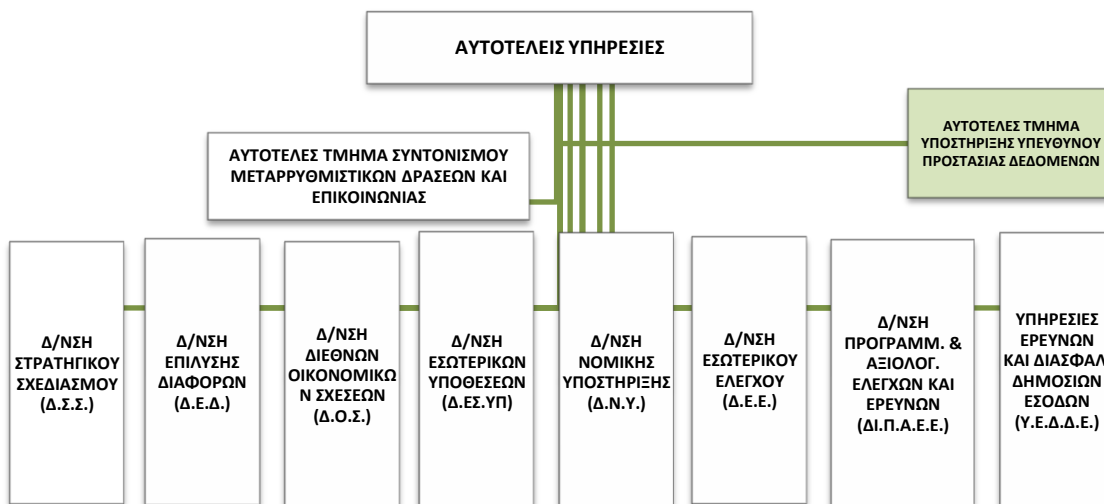 ΑΥΤΟΤΕΛΕΙΣ ΥΠΗΡΕΣΙΕΣ
ΑΥΤΟΤΕΛΕΣ ΤΜΗΜΑ
ΥΠΟΣΤΗΡΙΞΗΣ ΥΠΕΥΘΥΝΟΥ
ΠΡΟΣΤΑΣΙΑΣ ΔΕΔΟΜΕΝΩΝ
ΑΥΤΟΤΕΛΕΣ ΤΜΗΜΑ ΣΥΝΤΟΝΙΣΜΟΥ
ΜΕΤΑΡΡΥΘΜΙΣΤΙΚΩΝ ΔΡΑΣΕΩΝ ΚΑΙ
ΕΠΙΚΟΙΝΩΝΙΑΣ
Δ/ΝΣΗ
ΣΤΡΑΤΗΓΙΚΟΥ
ΣΧΕΔΙΑΣΜΟΥ
(Δ.Σ.Σ.)
Δ/ΝΣΗ
ΕΠΙΛΥΣΗΣ
ΔΙΑΦΟΡΩΝ
(Δ.Ε.Δ.)
Δ/ΝΣΗ
ΔΙΕΘΝΩΝ
ΟΙΚΟΝΟΜΙΚΩ
Ν ΣΧΕΣΕΩΝ
(Δ.Ο.Σ.)
Δ/ΝΣΗ
ΕΣΩΤΕΡΙΚΩΝ
ΥΠΟΘΕΣΕΩΝ
(Δ.ΕΣ.ΥΠ)
Δ/ΝΣΗ
ΝΟΜΙΚΗΣ
ΥΠΟΣΤΗΡΙΞΗΣ
(Δ.Ν.Υ.)
Δ/ΝΣΗ
ΕΣΩΤΕΡΙΚΟΥ
ΕΛΕΓΧΟΥ
(Δ.Ε.Ε.)
Δ/ΝΣΗ
ΠΡΟΓΡΑΜΜ. &
ΑΞΙΟΛΟΓ.
ΕΛΕΓΧΩΝ ΚΑΙ
ΕΡΕΥΝΩΝ
(ΔΙ.Π.Α.Ε.Ε.)
ΥΠΗΡΕΣΙΕΣ
ΕΡΕΥΝΩΝ
ΚΑΙ ΔΙΑΣΦΑΛ
ΔΗΜΟΣΙΩΝ
ΕΣΟΔΩΝ
(Υ.Ε.Δ.Δ.Ε.)